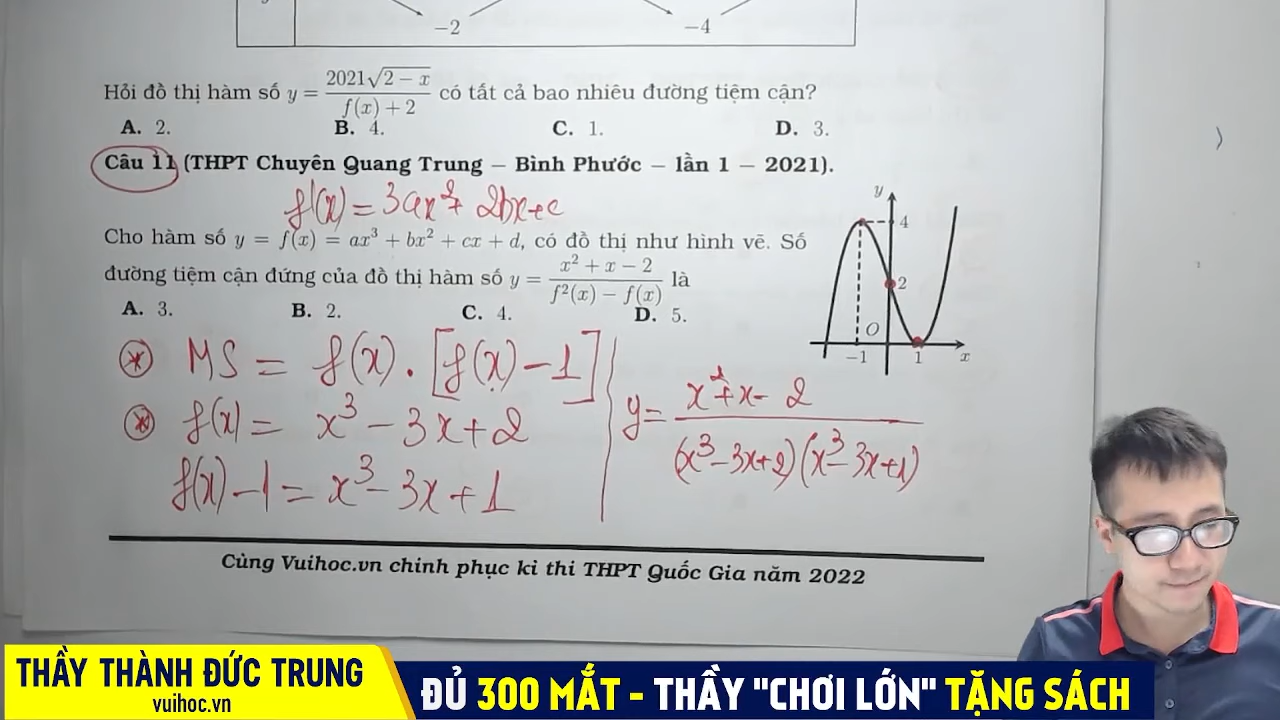 −2
−4
Hỏi đồ thị hàm số y = \frac{2021\sqrt{2 − x}}{f(x) + 2} có tất cả bao nhiêu đường tiệm cận?
A. 2. B. 4. C. 1. D. 3.
Câu 11 (THPT Chuyên Quang Trung − Bình Phước − lần 1 − 2021).
f'(x) = 3ax² + 2bx + c
Cho hàm số y = f(x) = ax³ + bx² + cx + d, có đồ thị như hình vẽ. Số
đường tiệm cận đứng của đồ thị hàm số y = \frac{x² + x − 2}{f²(x) − f(x)} là
A. 3. B. 2. C. 4. D. 5.
y
4
2
O
−1 1 x
MS = f(x) . [f(x) − 1]
f(x) = x³ − 3x + 2
f(x) − 1 = x³ − 3x + 1
y = \frac{x² + x − 2}{(x³ − 3x + 2)(x³ − 3x + 1)}
Cùng Vuihoc.vn chinh phục kì thi THPT Quốc Gia năm 2022
THẦY THÀNH ĐỨC TRUNG
vuihoc.vn
ĐỦ 300 MẮT - THẦY "CHƠI LỚN" TẶNG SÁCH